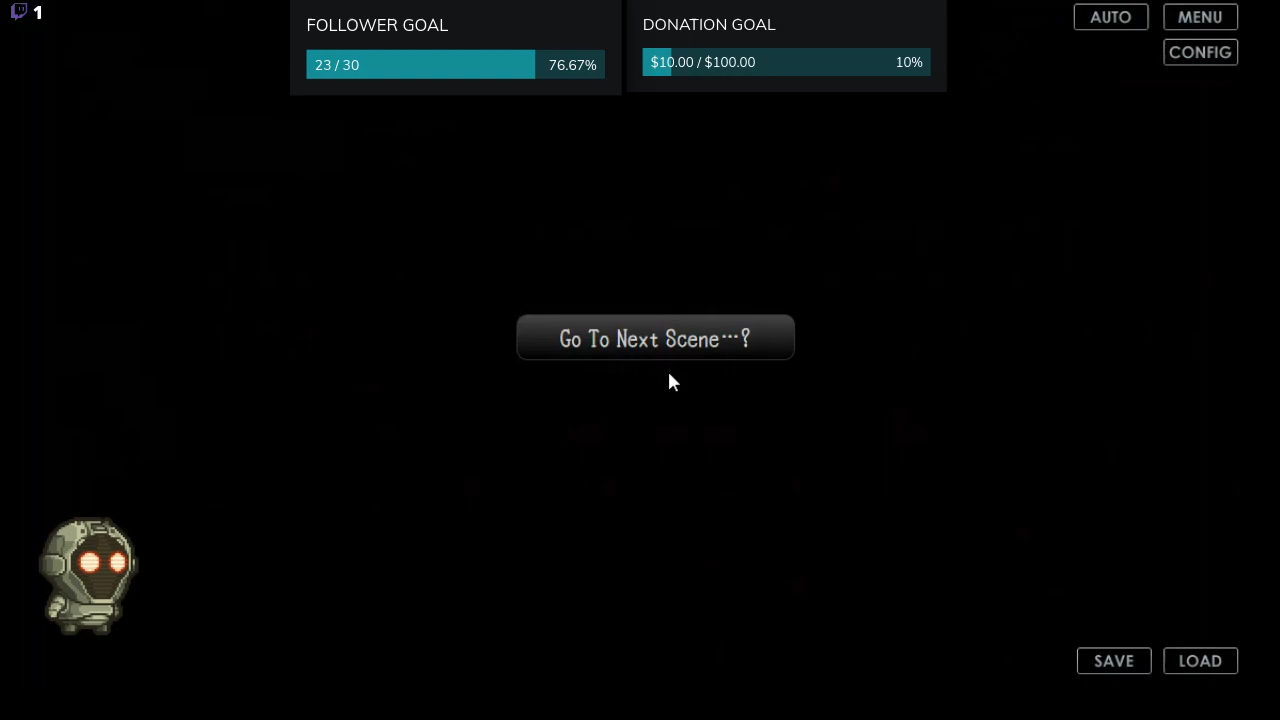 1
FOLLOWER GOAL
23 / 30 76.67%
DONATION GOAL
$10.00 / $100.00 10%
AUTO
MENU
CONFIG
Go To Next Scene…?
SAVE
LOAD